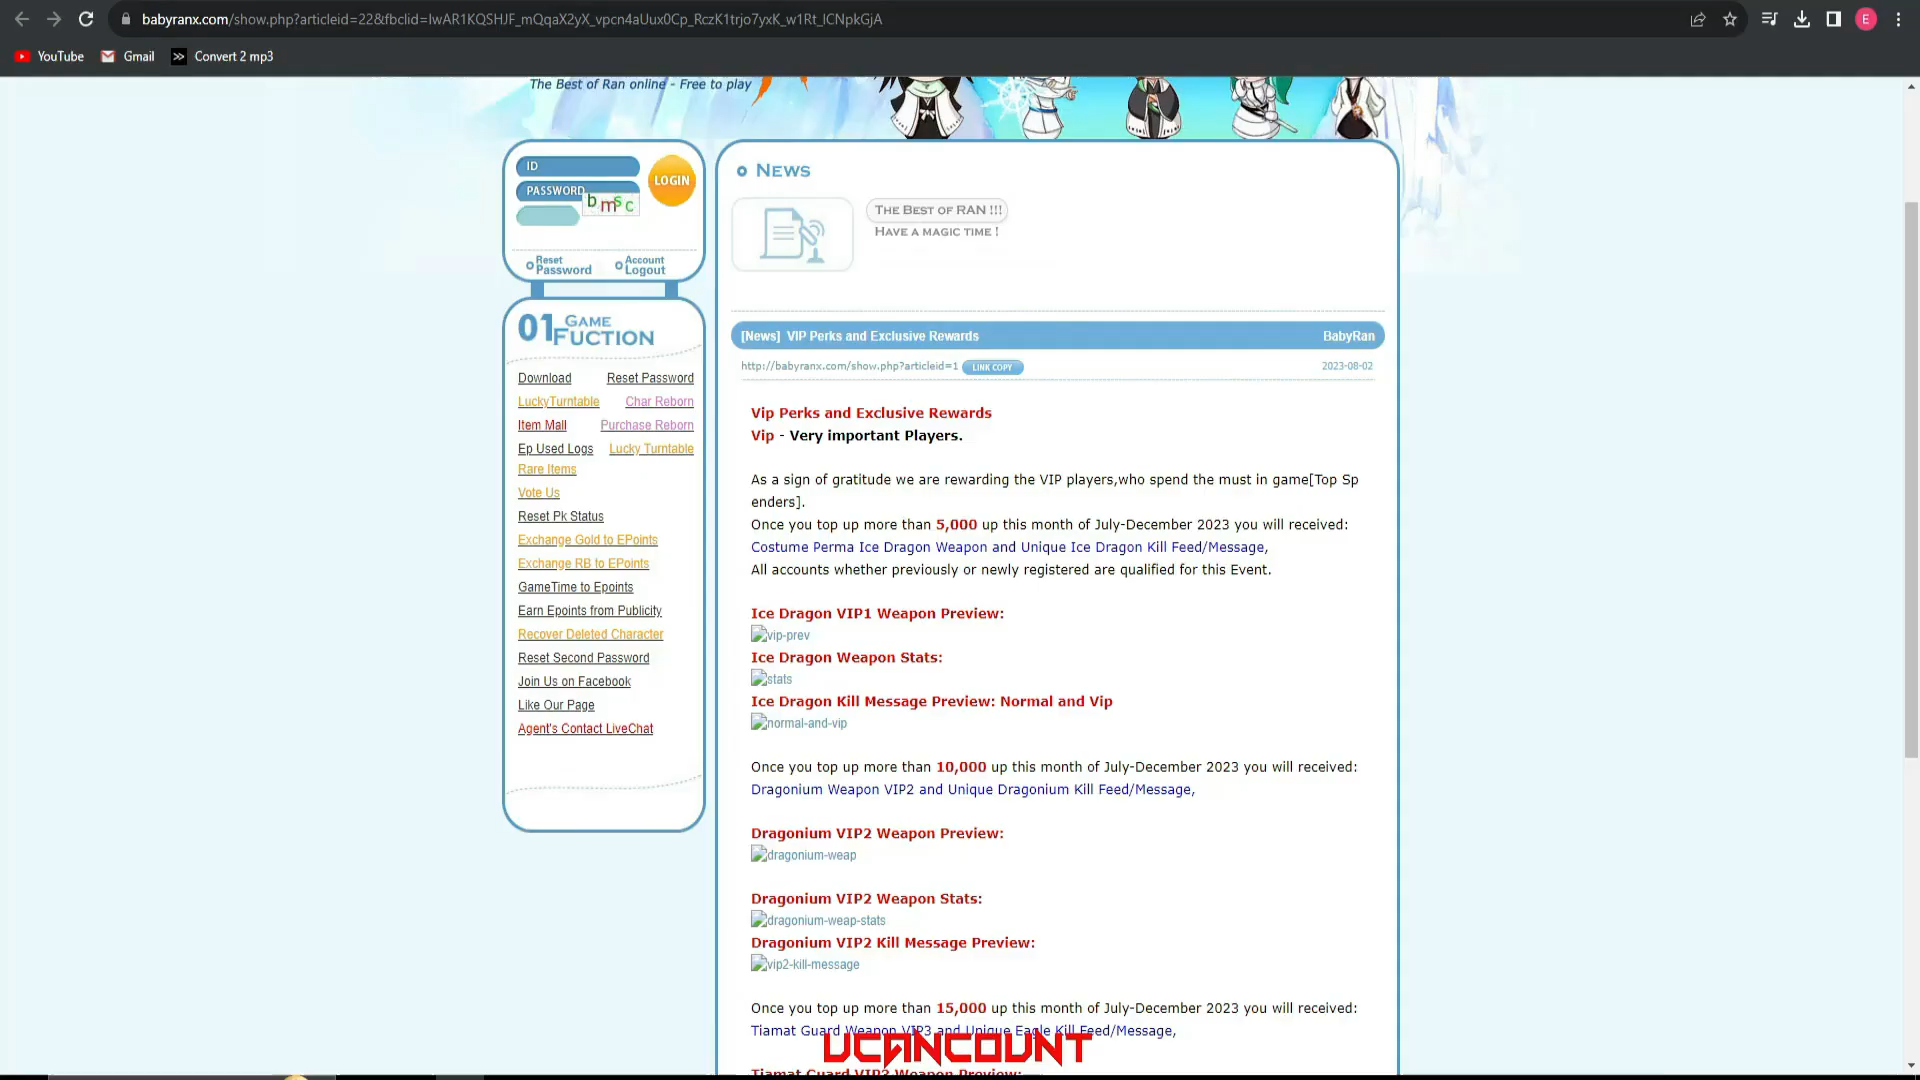 babyranx.com/show.php?articleid=22&fbclid=IwAR1KQSHJF_mQqaX2yX_vpcn4aUux0Cp_RczK1trjo7yxK_w1Rt_ICNpkGjA
E
YouTube
Gmail
Convert 2 mp3
The Best of Ran online - Free to play
ID
PASSWORD
LOGIN
bmsc
Reset Password
Account Logout
01 GAME FUCTION
Download
Reset Password
LuckyTurntable
Char Reborn
Item Mall
Purchase Reborn
Ep Used Logs
Lucky Turntable
Rare Items
Vote Us
Reset Pk Status
Exchange Gold to EPoints
Exchange RB to EPoints
GameTime to Epoints
Earn Epoints from Publicity
Recover Deleted Character
Reset Second Password
Join Us on Facebook
Like Our Page
Agent's Contact LiveChat
NEWS
THE BEST OF RAN !!!
HAVE A MAGIC TIME !
[News] VIP Perks and Exclusive Rewards
BabyRan
http://babyranx.com/show.php?articleid=1
LINK COPY
2023-08-02
Vip Perks and Exclusive Rewards
Vip - Very important Players.
As a sign of gratitude we are rewarding the VIP players,who spend the must in game[Top Sp
enders].
Once you top up more than 5,000 up this month of July-December 2023 you will received:
Costume Perma Ice Dragon Weapon and Unique Ice Dragon Kill Feed/Message,
All accounts whether previously or newly registered are qualified for this Event.
Ice Dragon VIP1 Weapon Preview:
vip-prev
Ice Dragon Weapon Stats:
stats
Ice Dragon Kill Message Preview: Normal and Vip
normal-and-vip
Once you top up more than 10,000 up this month of July-December 2023 you will received:
Dragonium Weapon VIP2 and Unique Dragonium Kill Feed/Message,
Dragonium VIP2 Weapon Preview:
dragonium-weap
Dragonium VIP2 Weapon Stats:
dragonium-weap-stats
Dragonium VIP2 Kill Message Preview:
vip2-kill-message
Once you top up more than 15,000 up this month of July-December 2023 you will received:
Tiamat Guard Weapon VIP3 and Unique Eagle Kill Feed/Message,
UCANCOUNT
Tiamat Guard VIP3 Weapon Preview: